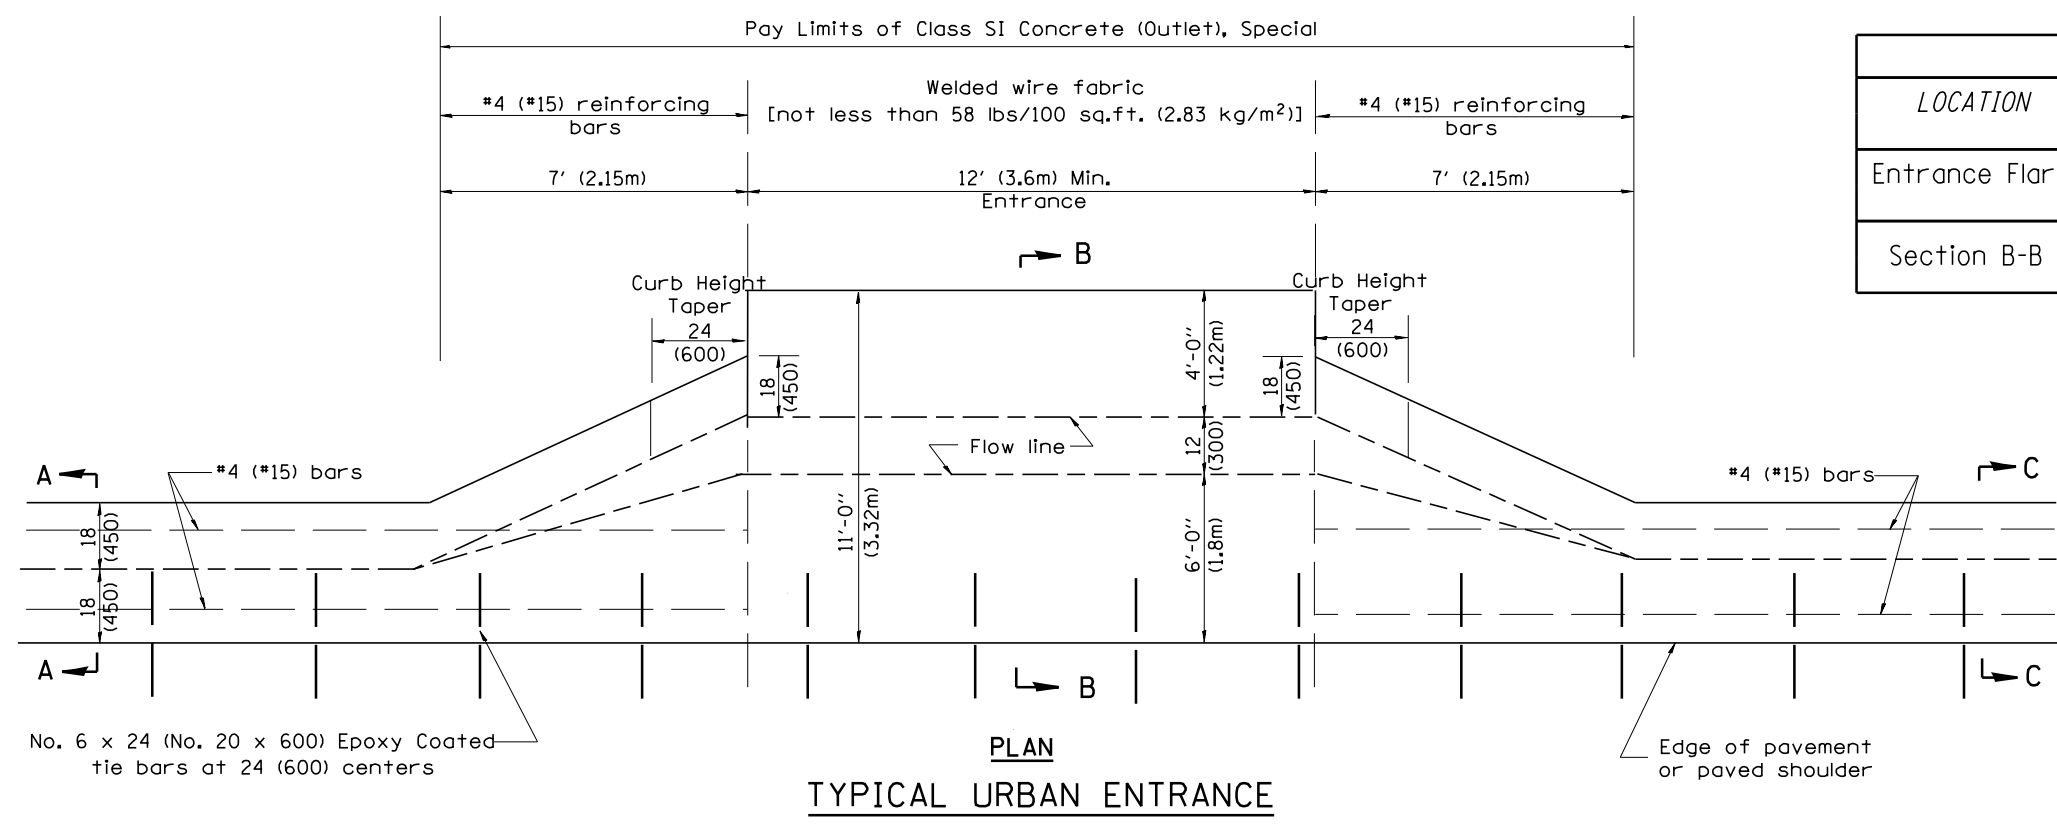 Pay Limits of Class SI Concrete (Outlet), Special
#4 (#15) reinforcing
bars
Welded wire fabric
[not less than 58 lbs/100 sq.ft. (2.83 kg/m²)]
#4 (#15) reinforcing
bars
7' (2.15m)
12' (3.6m) Min.
Entrance
7' (2.15m)
LOCATION
Entrance Flar
Section B-B
B
Curb Height
Taper
24
(600)
Curb Height
Taper
24
(600)
18
(450)
4'-0"
(1.22m)
18
(450)
Flow line
12
(300)
A
#4 (#15) bars
#4 (#15) bars
C
18
(450)
11'-0"
(3.32m)
6'-0"
(1.8m)
18
(450)
A
B
C
No. 6 x 24 (No. 20 x 600) Epoxy Coated
tie bars at 24 (600) centers
Edge of pavement
or paved shoulder
PLAN
TYPICAL URBAN ENTRANCE